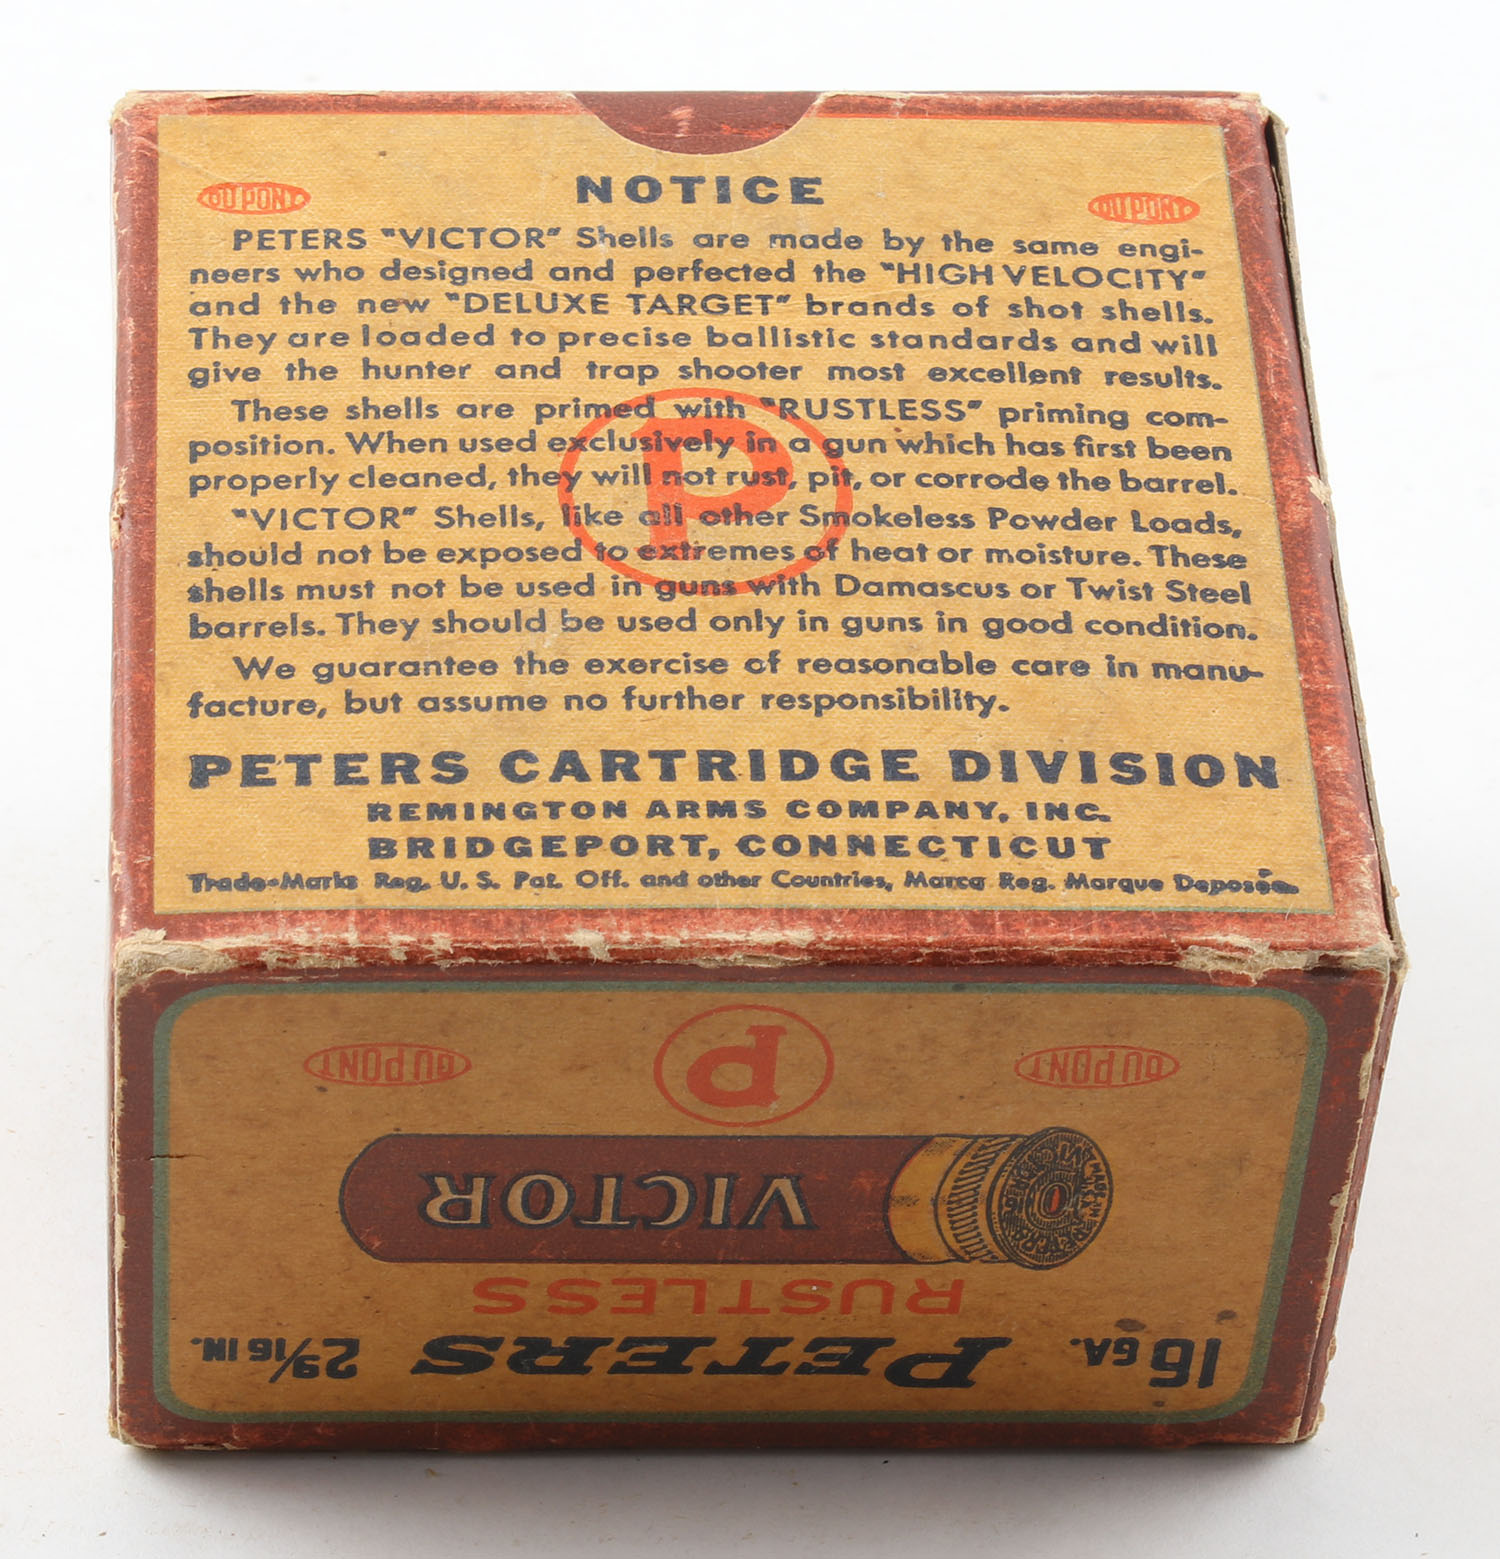 NOTICE
DU PONT
DU PONT
PETERS "VICTOR" Shells are made by the same engi-
neers who designed and perfected the "HIGH VELOCITY"
and the new "DELUXE TARGET" brands of shot shells.
They are loaded to precise ballistic standards and will
give the hunter and trap shooter most excellent results.
These shells are primed with "RUSTLESS" priming com-
position. When used exclusively in a gun which has first been
properly cleaned, they will not rust, pit, or corrode the barrel.
"VICTOR" Shells, like all other Smokeless Powder Loads,
should not be exposed to extremes of heat or moisture. These
shells must not be used in guns with Damascus or Twist Steel
barrels. They should be used only in guns in good condition.
We guarantee the exercise of reasonable care in manu-
facture, but assume no further responsibility.
P
PETERS CARTRIDGE DIVISION
REMINGTON ARMS COMPANY, INC.
BRIDGEPORT, CONNECTICUT
Trade-Marks Reg. U. S. Pat. Off. and other Countries, Marca Reg. Marque Deposée
16 GA.
PETERS
2 9/16 IN.
RUSTLESS
VICTOR
DU PONT
P
DU PONT